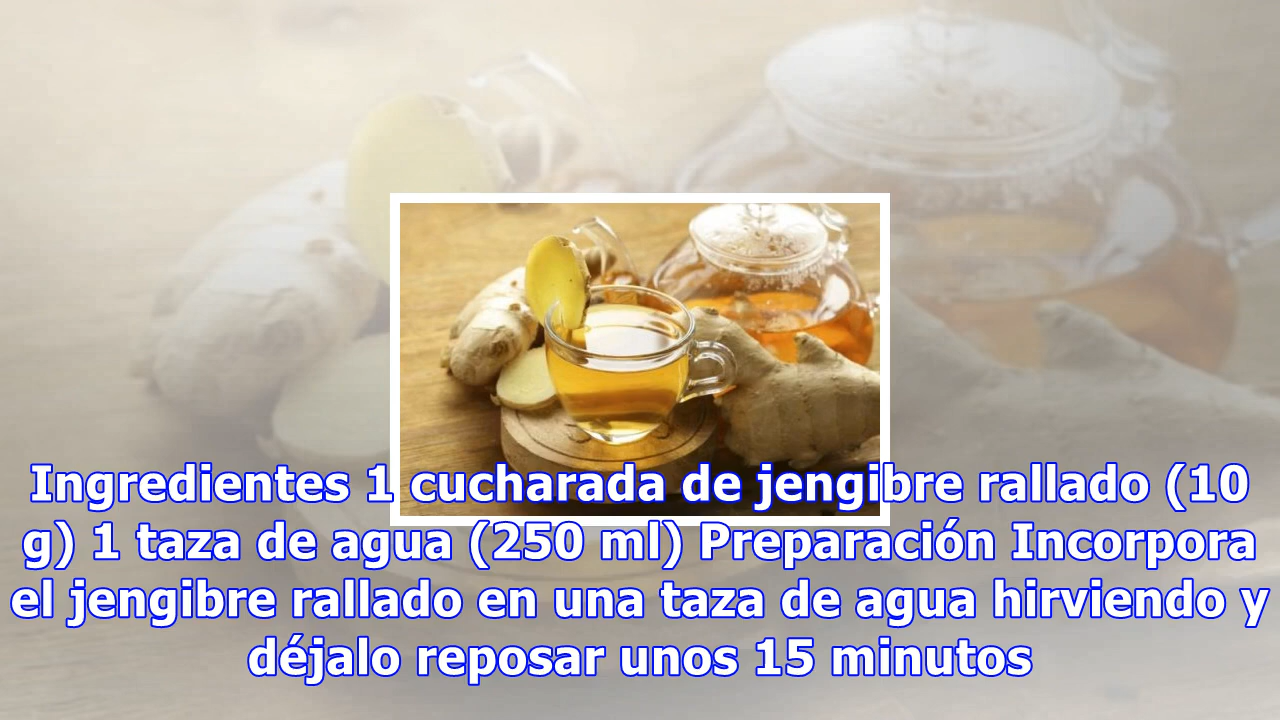 Ingredientes 1 cucharada de jengibre rallado (10
g) 1 taza de agua (250 ml) Preparación Incorpora
el jengibre rallado en una taza de agua hirviendo y
déjalo reposar unos 15 minutos